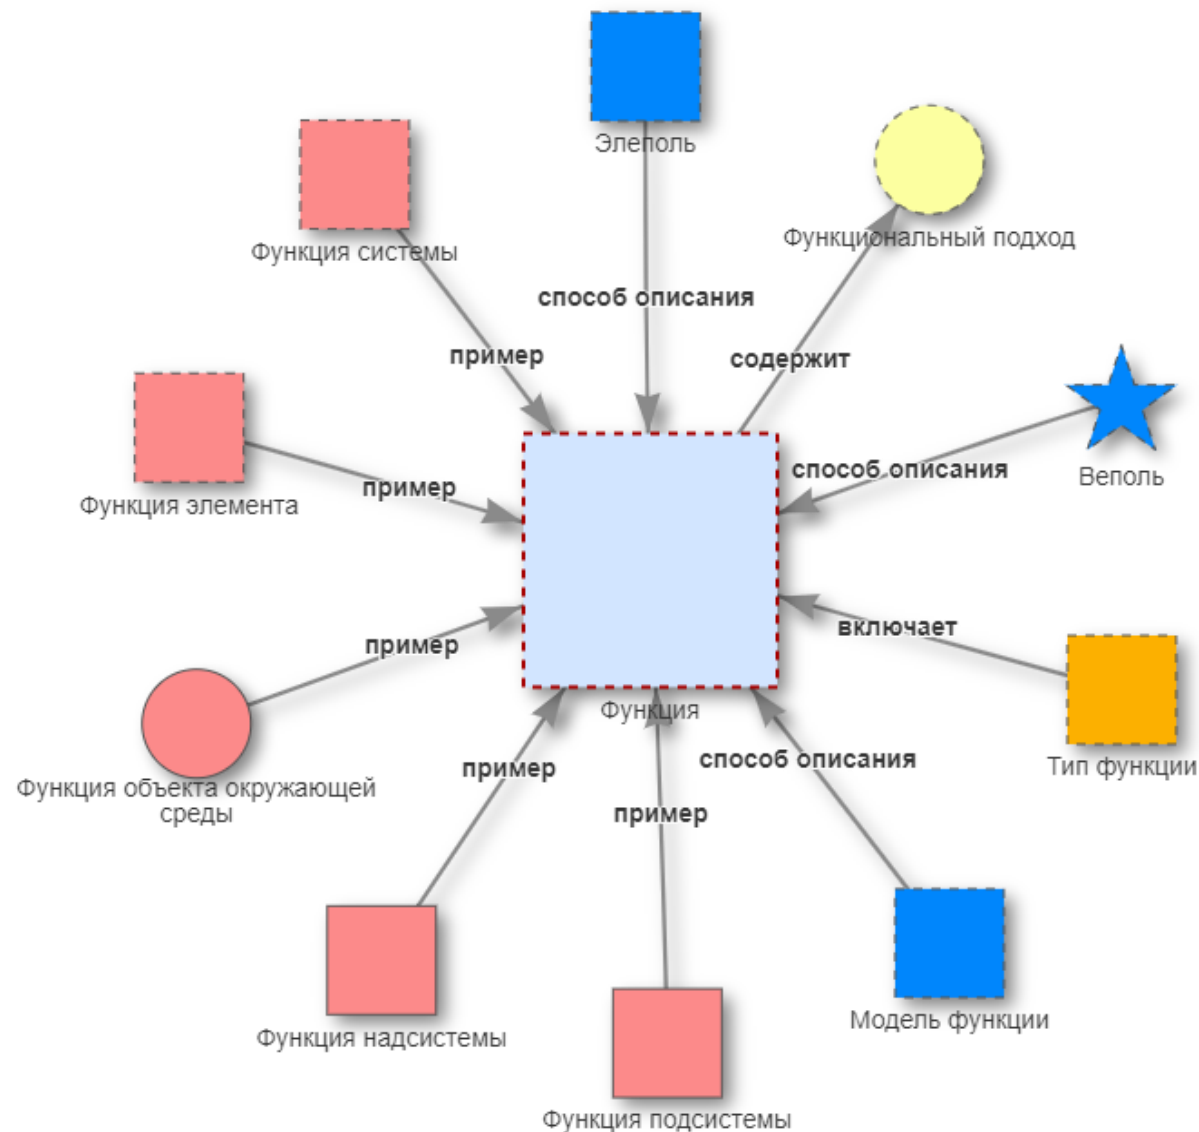 Элеполь
Функциональный подход
Функция системы
способ описания
пример
содержит
способ описания
Веполь
пример
Функция элемента
включает
пример
Функция
способ описания
Тип функции
пример
Функция объекта окружающей
среды
пример
Модель функции
Функция надсистемы
Функция подсистемы